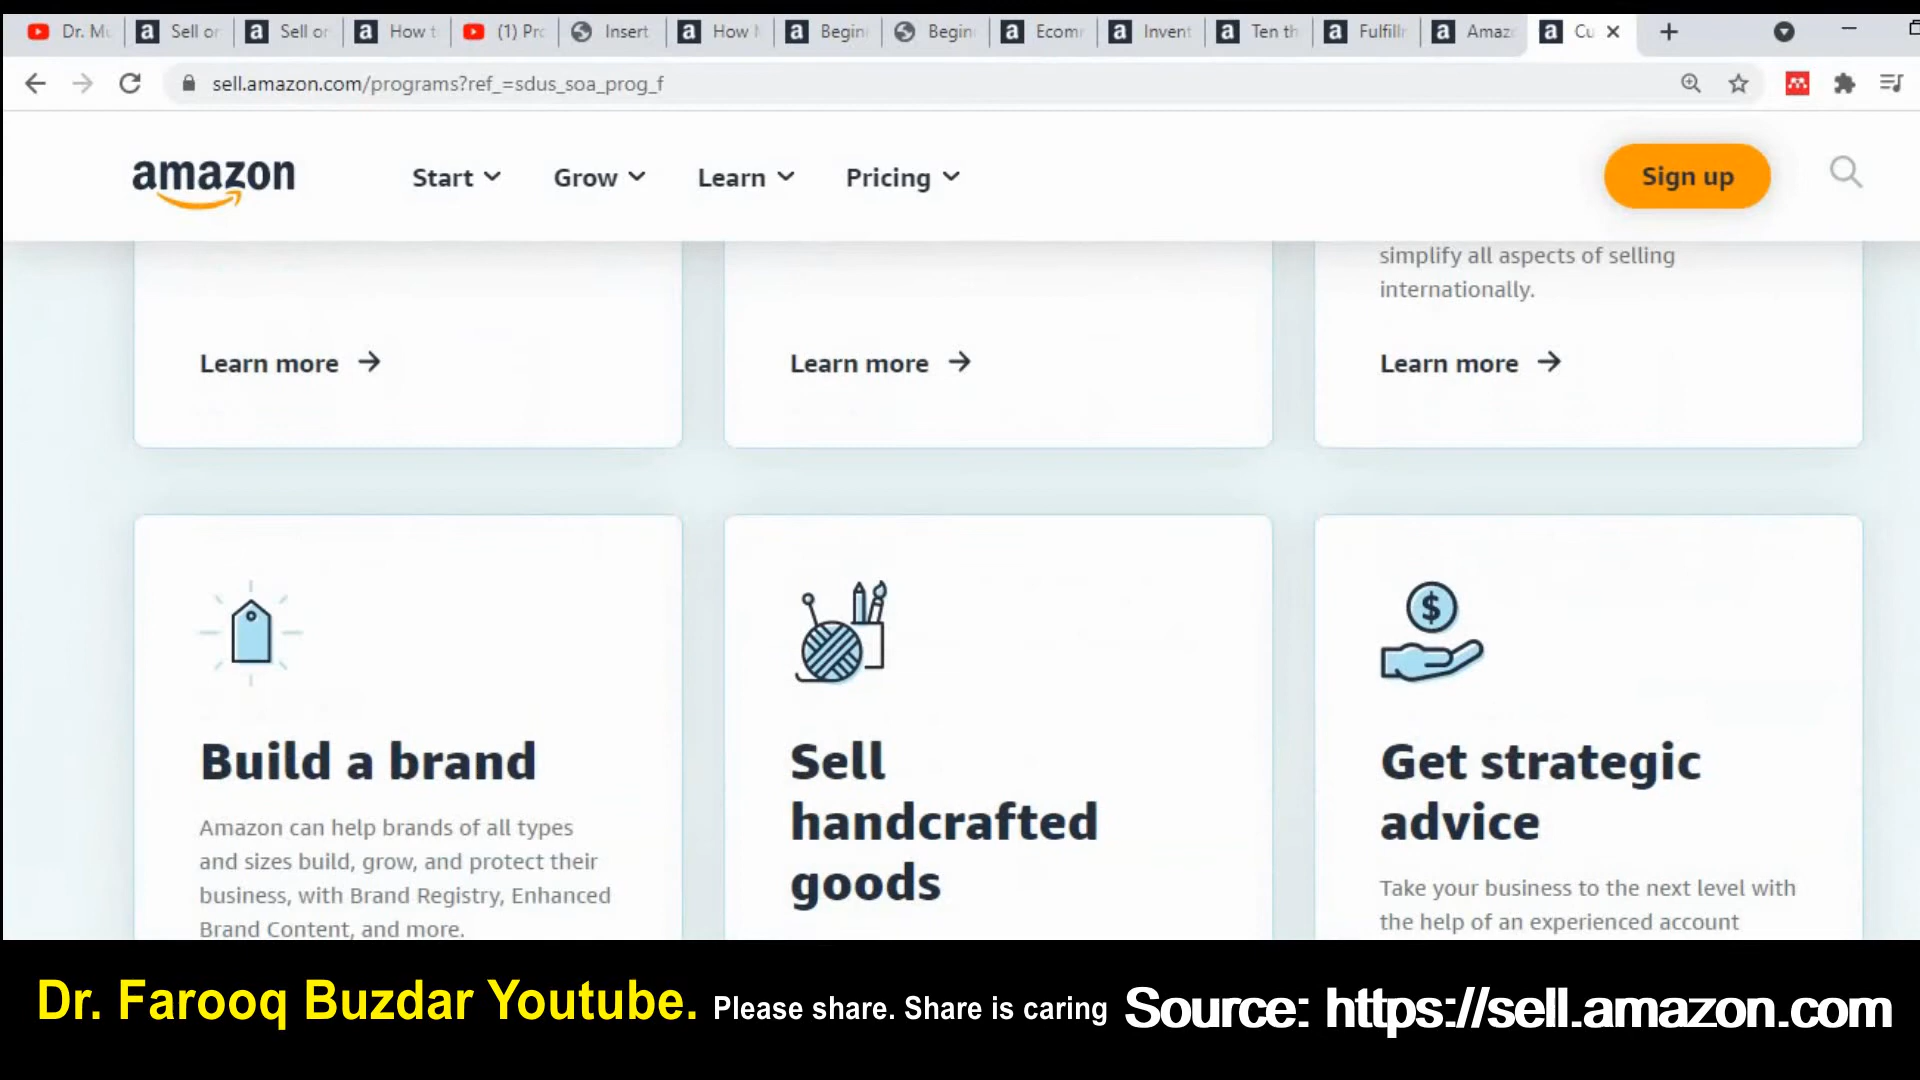 Dr. Mu
Sell or
Sell or
How t
(1) Pro
Insert
How
Begin
Begin
Ecom
Invent
Ten th
Fulfill
Amaz
Cu
sell.amazon.com/programs?ref_=sdus_soa_prog_f
amazon
Start
Grow
Learn
Pricing
Sign up
simplify all aspects of selling
internationally.
Learn more
Learn more
Learn more
Build a brand
Amazon can help brands of all types
and sizes build, grow, and protect their
business, with Brand Registry, Enhanced
Brand Content, and more.
Sell
handcrafted
goods
Get strategic
advice
Take your business to the next level with
the help of an experienced account
Dr. Farooq Buzdar Youtube. Please share. Share is caring Source: https://sell.amazon.com